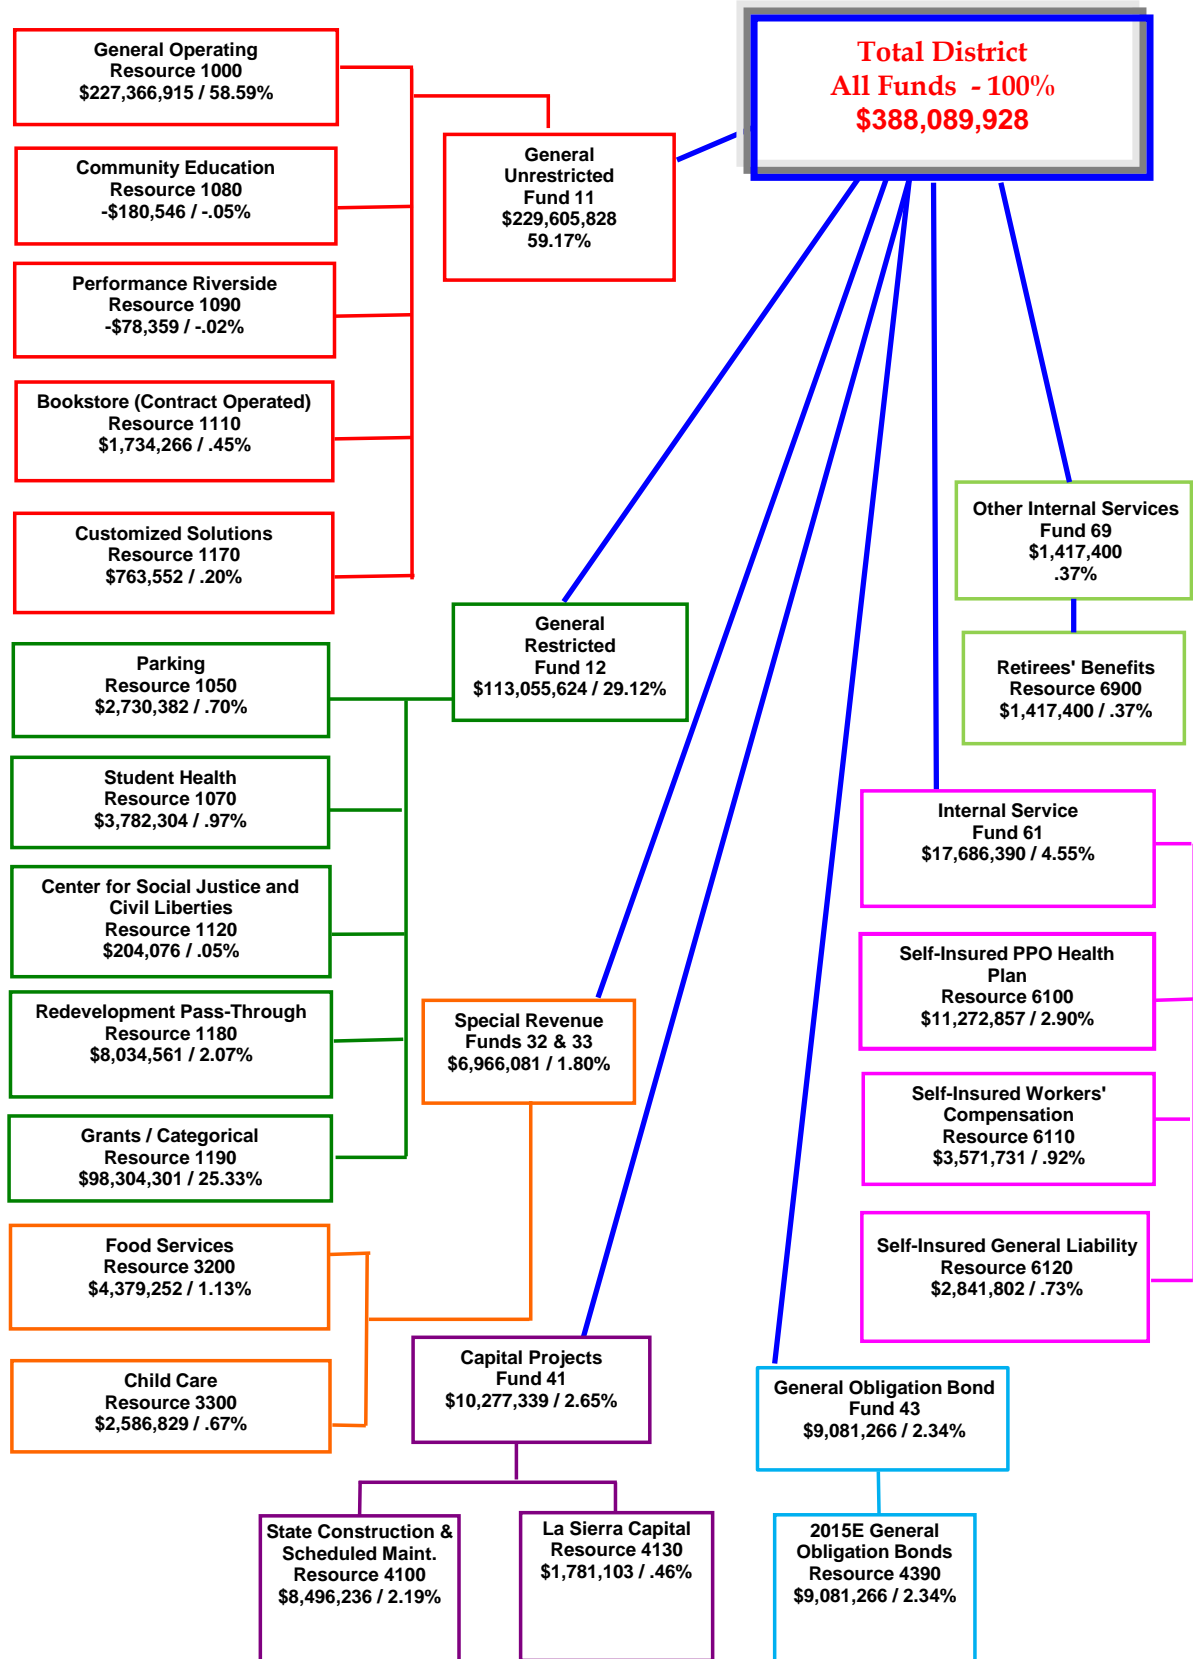 Total District
All Funds  - 100%
$388,089,928
General Operating
Resource 1000
$227,366,915 / 58.59%
Community Education
Resource 1080
-$180,546 / -.05%
Performance Riverside
Resource 1090
-$78,359 / -.02%
Bookstore (Contract Operated)
Resource 1110
$1,734,266 / .45%
Customized Solutions
Resource 1170
$763,552 / .20%
General
Unrestricted
Fund 11
$229,605,828
59.17%
Other Internal Services
Fund 69
$1,417,400
.37%
Retirees' Benefits
Resource 6900
$1,417,400 / .37%
General
Restricted
Fund 12
$113,055,624 / 29.12%
Parking
Resource 1050
$2,730,382 / .70%
Student Health
Resource 1070
$3,782,304 / .97%
Center for Social Justice and
Civil Liberties
Resource 1120
$204,076 / .05%
Redevelopment Pass-Through
Resource 1180
$8,034,561 / 2.07%
Grants / Categorical
Resource 1190
$98,304,301 / 25.33%
Internal Service
Fund 61
$17,686,390 / 4.55%
Self-Insured PPO Health
Plan
Resource 6100
$11,272,857 / 2.90%
Self-Insured Workers'
Compensation
Resource 6110
$3,571,731 / .92%
Self-Insured General Liability
Resource 6120
$2,841,802 / .73%
Special Revenue
Funds 32 & 33
$6,966,081 / 1.80%
Food Services
Resource 3200
$4,379,252 / 1.13%
Child Care
Resource 3300
$2,586,829 / .67%
Capital Projects
Fund 41
$10,277,339 / 2.65%
General Obligation Bond
Fund 43
$9,081,266 / 2.34%
State Construction &
Scheduled Maint.
Resource 4100
$8,496,236 / 2.19%
La Sierra Capital
Resource 4130
$1,781,103 / .46%
2015E General
Obligation Bonds
Resource 4390
$9,081,266 / 2.34%